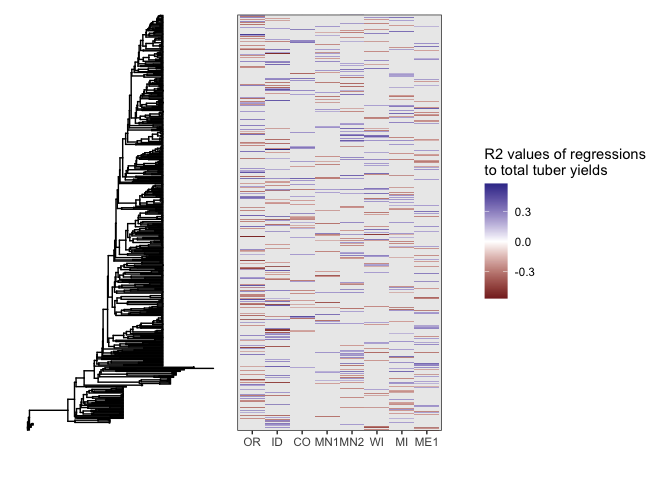 R2 values of regressions
to total tuber yields
0.3
0.0
-0.3
OR ID CO MN1 MN2 WI MI ME1